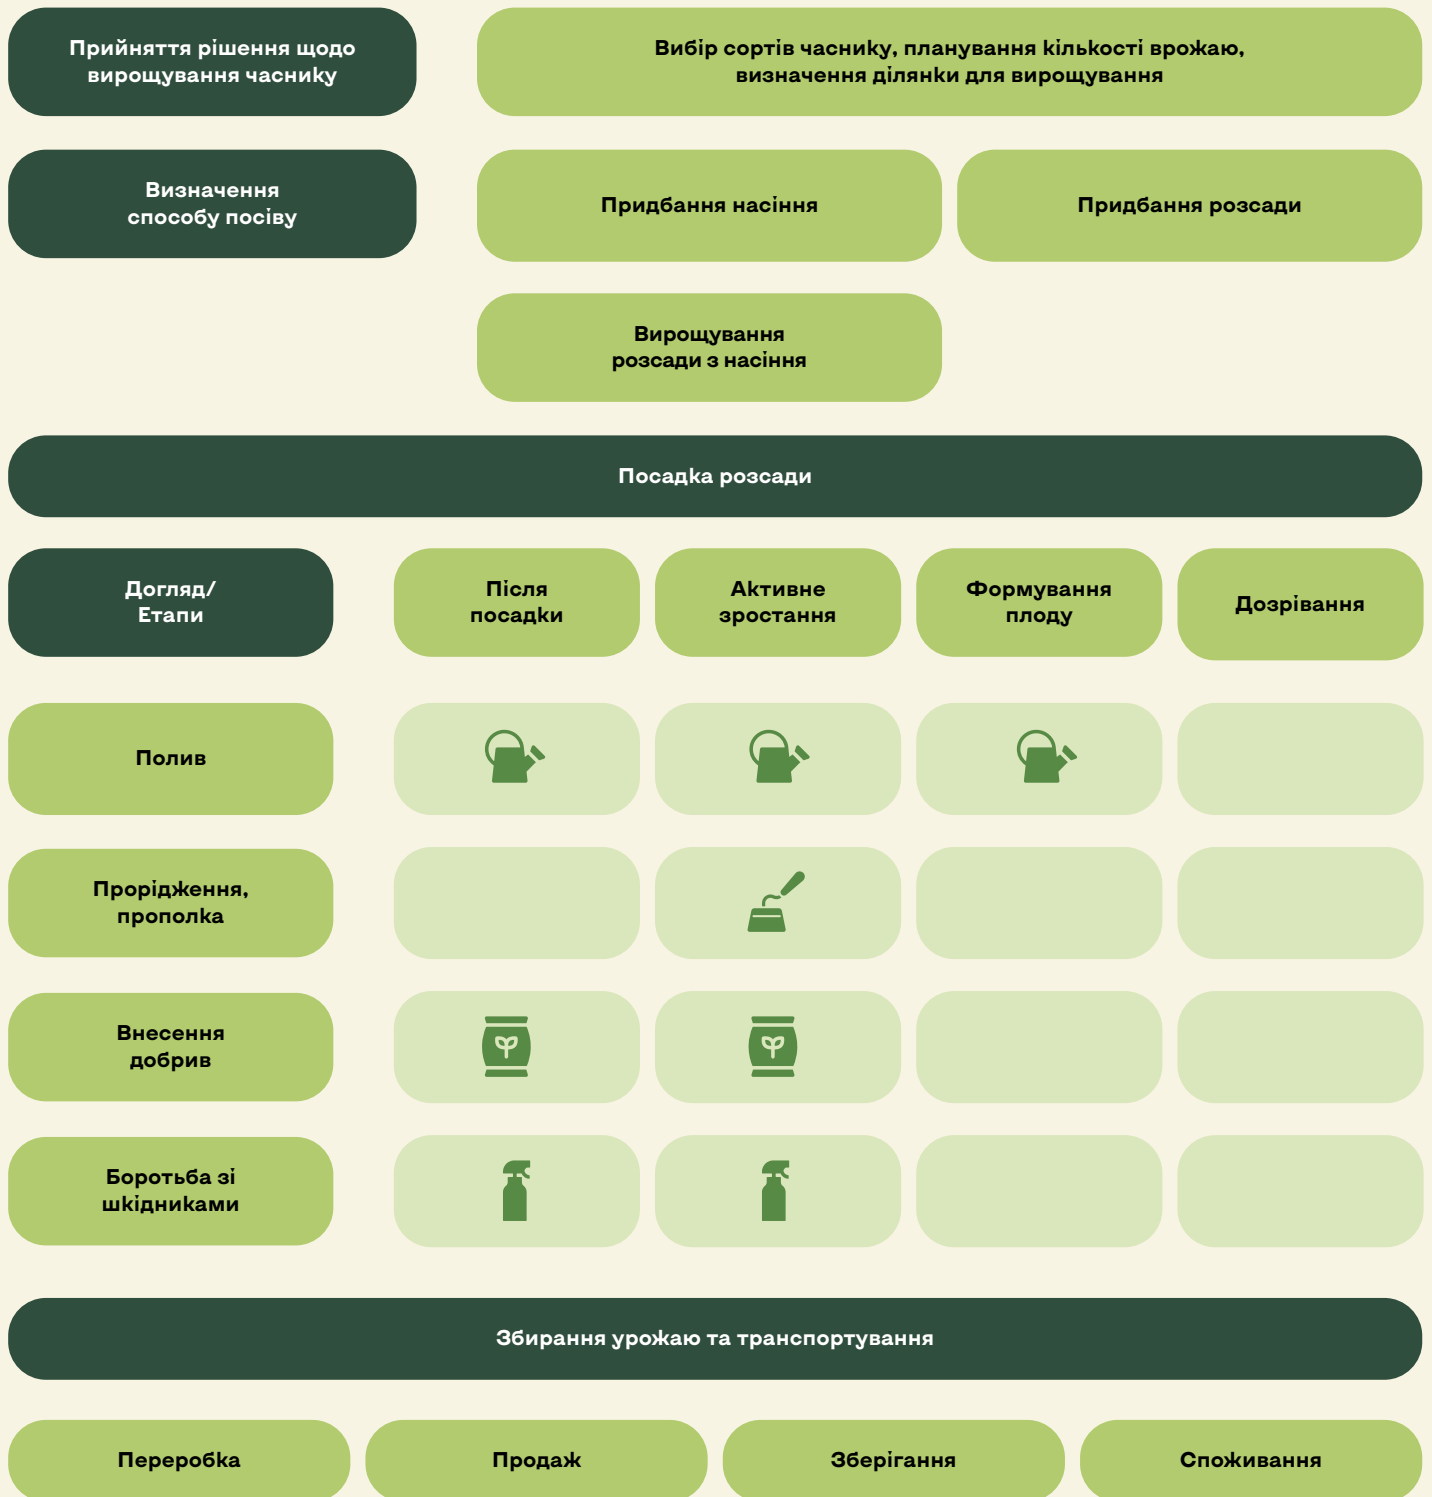 Прийняття рішення щодо
вирощування часнику
Вибір сортів часнику, планування кількості врожаю,
визначення ділянки для вирощування
Визначення
способу посіву
Придбання насіння
Придбання розсади
Вирощування
розсади з насіння
Посадка розсади
Догляд/
Етапи
Після
посадки
Активне
зростання
Формування
плоду
Дозрівання
Полив
Прорідження,
прополка
Внесення
добрив
Боротьба зі
шкідниками
Збирання урожаю та транспортування
Переробка
Продаж
Зберігання
Споживання